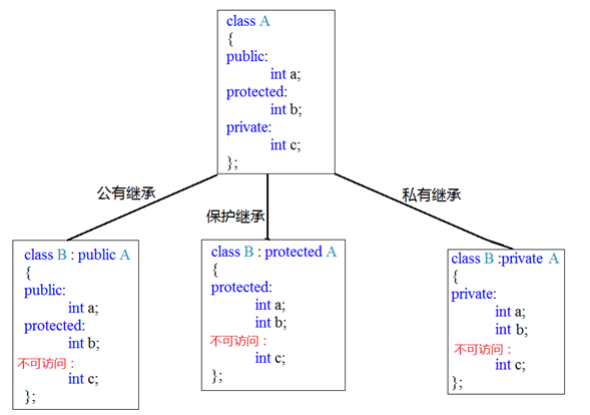 class A
{
public:
int a;
protected:
int b;
private:
int c;
};
公有继承
保护继承
私有继承
class B : public A
{
public:
int a;
protected:
int b;
不可访问：
int c;
};
class B : protected A
{
protected:
int a;
int b;
不可访问：
int c;
};
class B :private A
{
private:
int a;
int b;
不可访问：
int c;
};